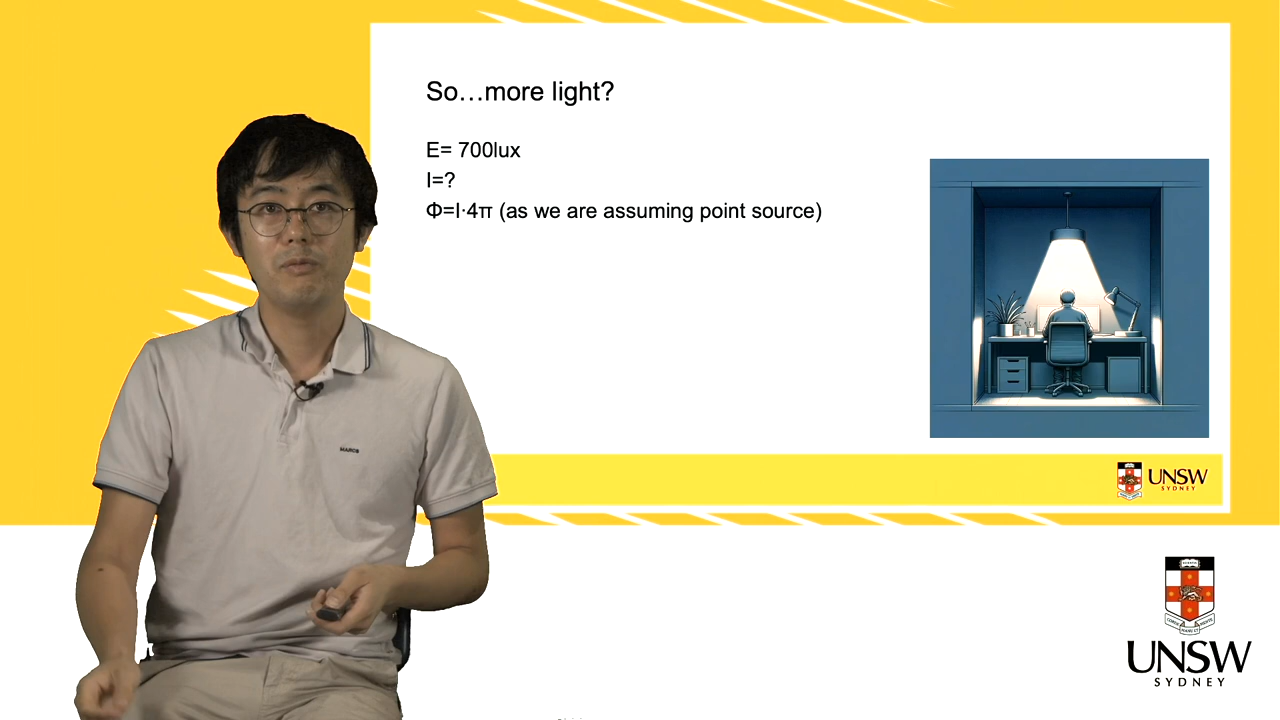 So…more light?
E= 700lux
I=?
Φ=I·4π (as we are assuming point source)
UNSW
SYDNEY
UNSW
SYDNEY